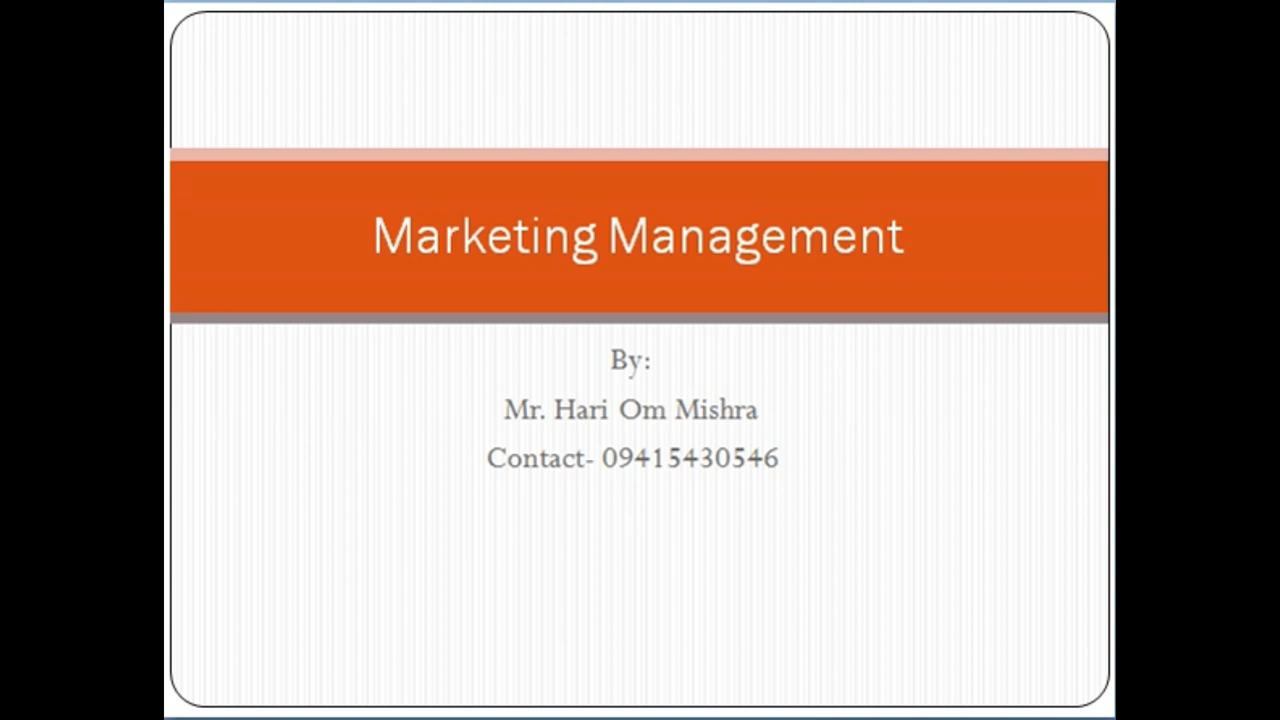 Marketing Management
By:
Mr. Hari Om Mishra
Contact- 09415430546